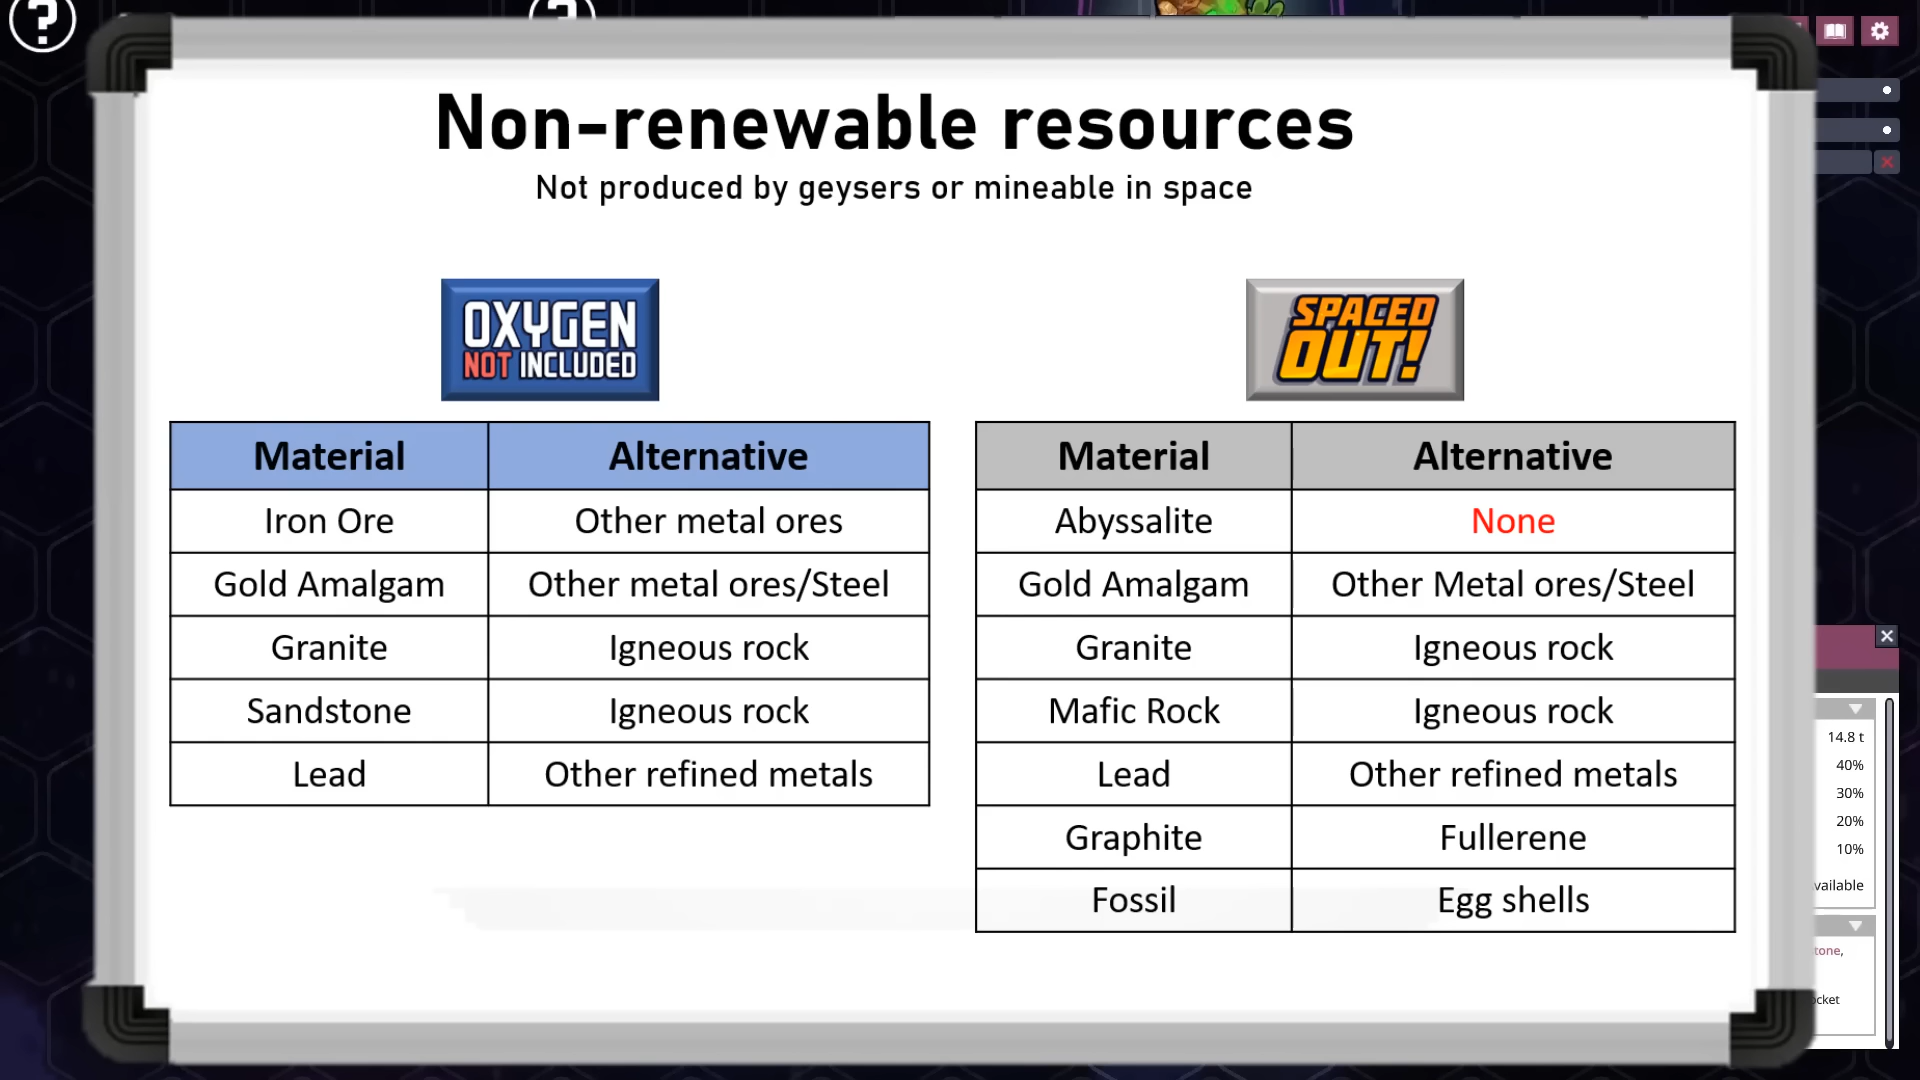 Non-renewable resources
Not produced by geysers or mineable in space
OXYGEN
NOT INCLUDED
Material Alternative
Iron Ore Other metal ores
Gold Amalgam Other metal ores/Steel
Granite Igneous rock
Sandstone Igneous rock
Lead Other refined metals
SPACED
OUT!
Material Alternative
Abyssalite None
Gold Amalgam Other Metal ores/Steel
Granite Igneous rock
Mafic Rock Igneous rock
Lead Other refined metals
Graphite Fullerene
Fossil Egg shells
14.8 t
40%
30%
20%
10%